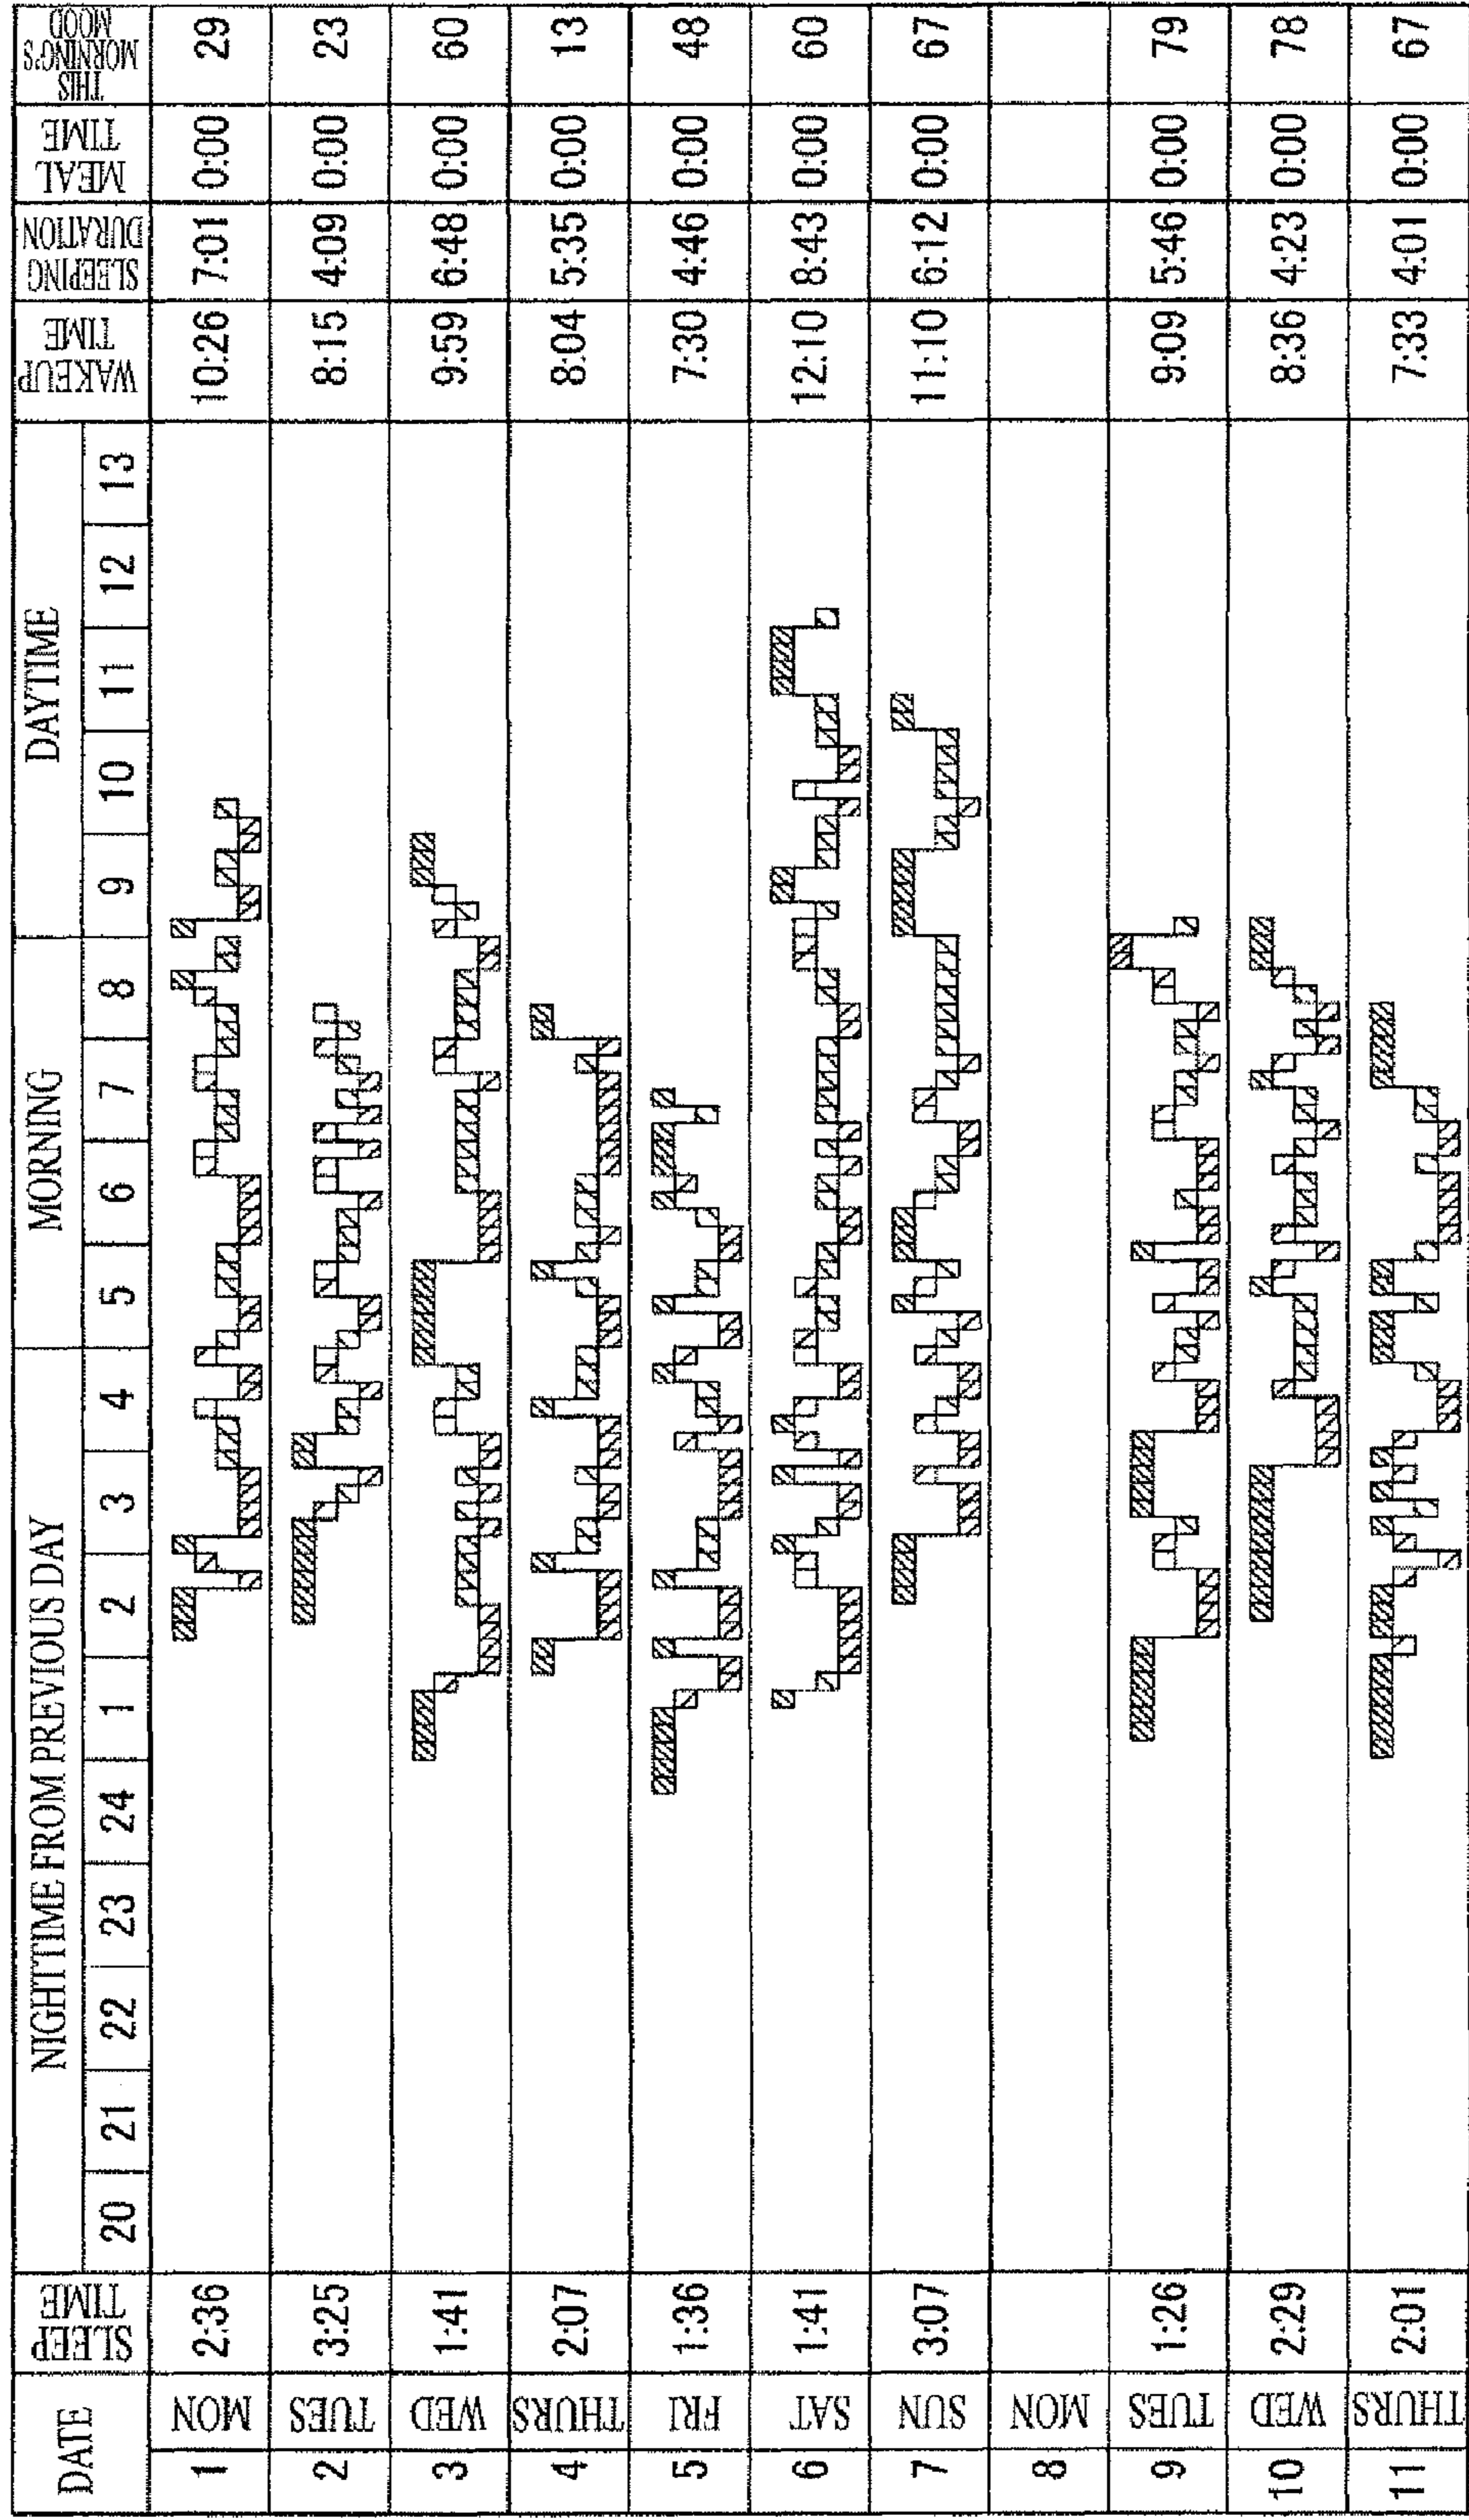 DATE SLEEP TIME NIGHTTIME FROM PREVIOUS DAY MORNING DAYTIME WAKEUP TIME SLEEPING DURATION MEAL TIME THIS MORNING'S MOOD
20 21 22 23 24 1 2 3 4 5 6 7 8 9 10 11 12 13
1 MON 2:36 10:26 7:01 0:00 29
2 TUES 3:25 8:15 4:09 0:00 23
3 WED 1:41 9:59 6:48 0:00 60
4 THURS 2:07 8:04 5:35 0:00 13
5 FRI 1:36 7:30 4:46 0:00 48
6 SAT 1:41 12:10 8:43 0:00 60
7 SUN 3:07 11:10 6:12 0:00 67
8 MON
9 TUES 1:26 9:09 5:46 0:00 79
10 WED 2:29 8:36 4:23 0:00 78
11 THURS 2:01 7:33 4:01 0:00 67